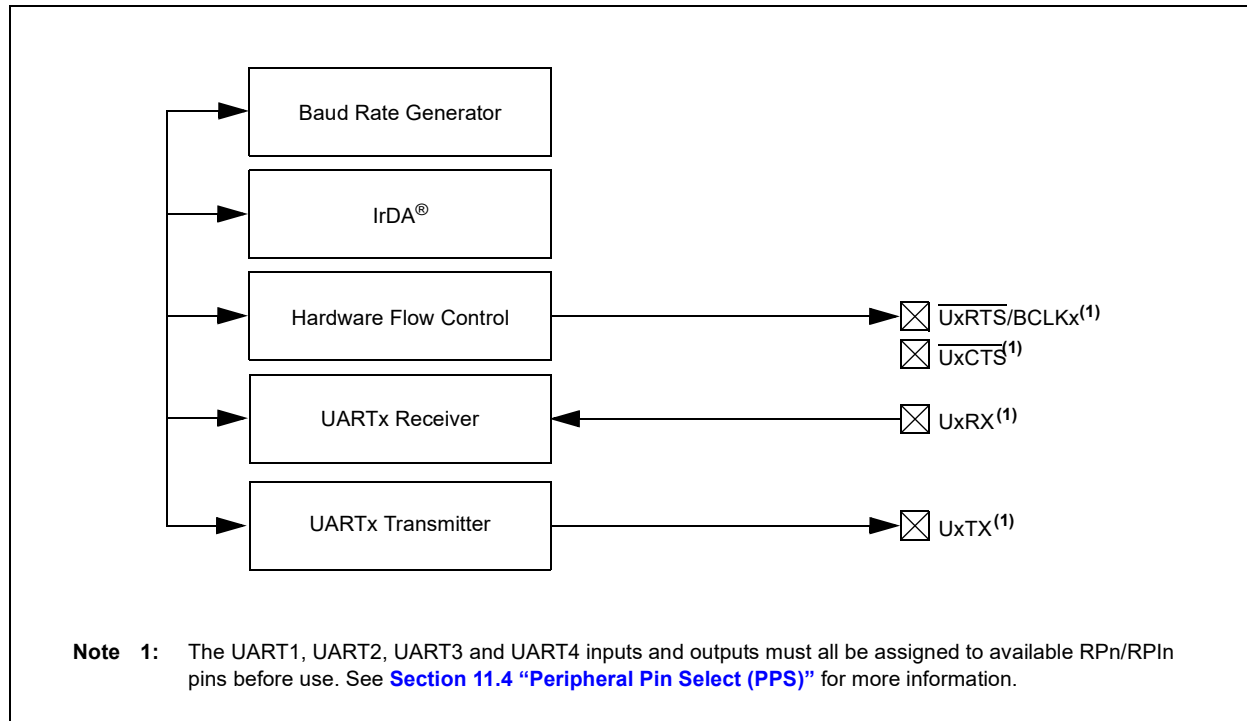 Baud Rate Generator
IrDA®
Hardware Flow Control
UxRTS/BCLKx(1)
UxCTS(1)
UARTx Receiver
UxRX(1)
UARTx Transmitter
UxTX(1)
Note 1: The UART1, UART2, UART3 and UART4 inputs and outputs must all be assigned to available RPn/RPIn
pins before use. See Section 11.4 “Peripheral Pin Select (PPS)” for more information.